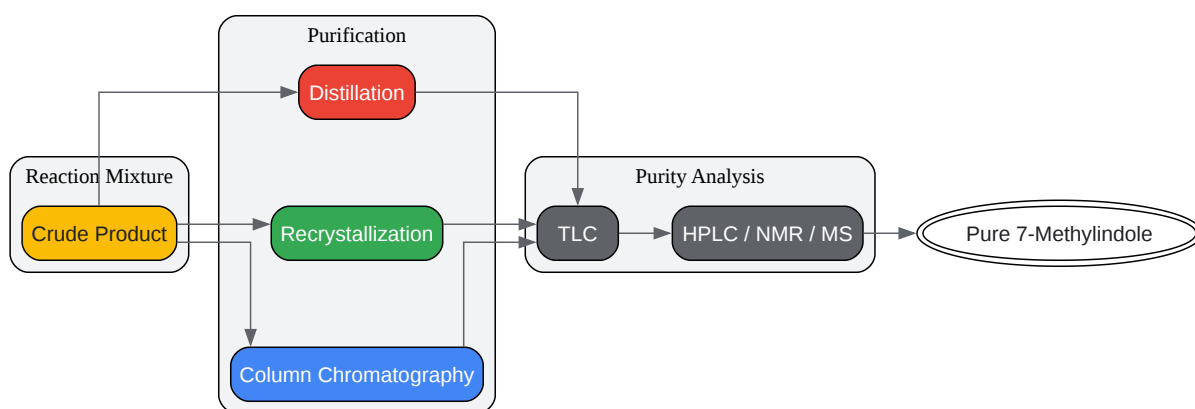 Purification
Distillation
Reaction Mixture
Crude Product
Recrystallization
Column Chromatography
Purity Analysis
TLC
HPLC / NMR / MS
Pure 7-Methylindole